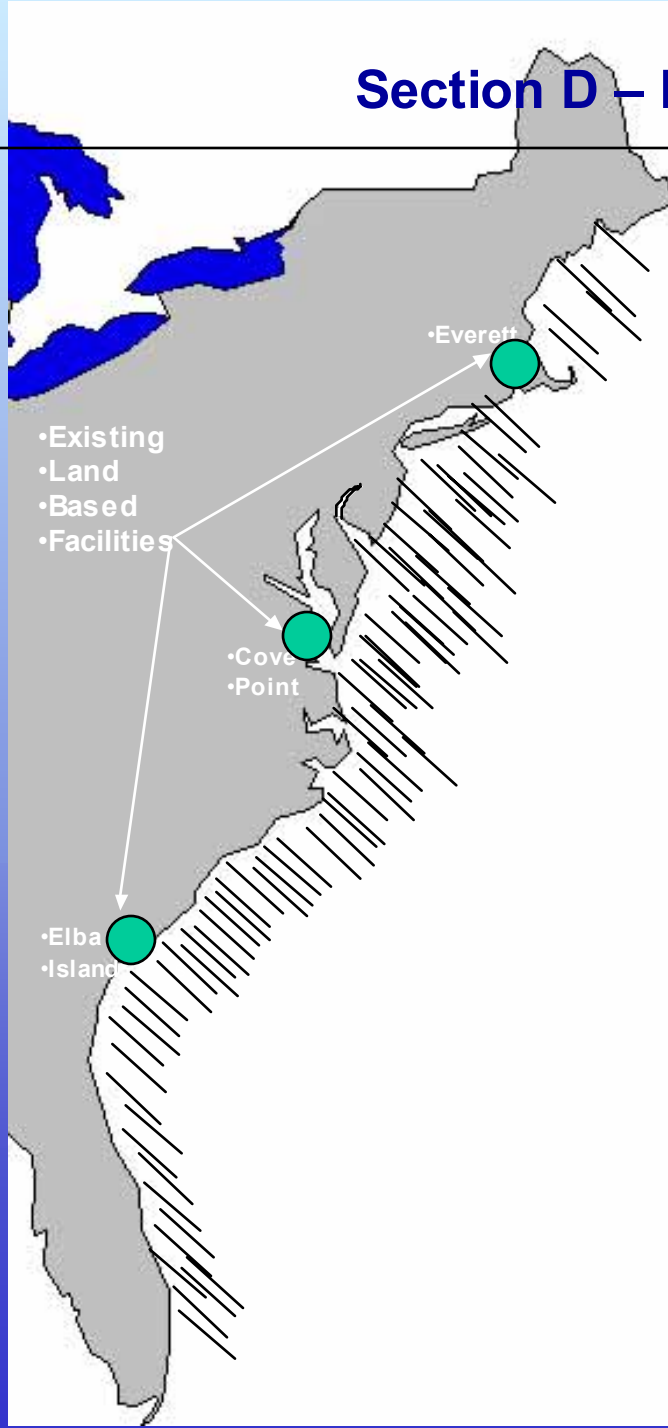 Section D –
•Everett
•Existing
•Land
•Based
•Facilities
•Cove
•Point
•Elba
•Island